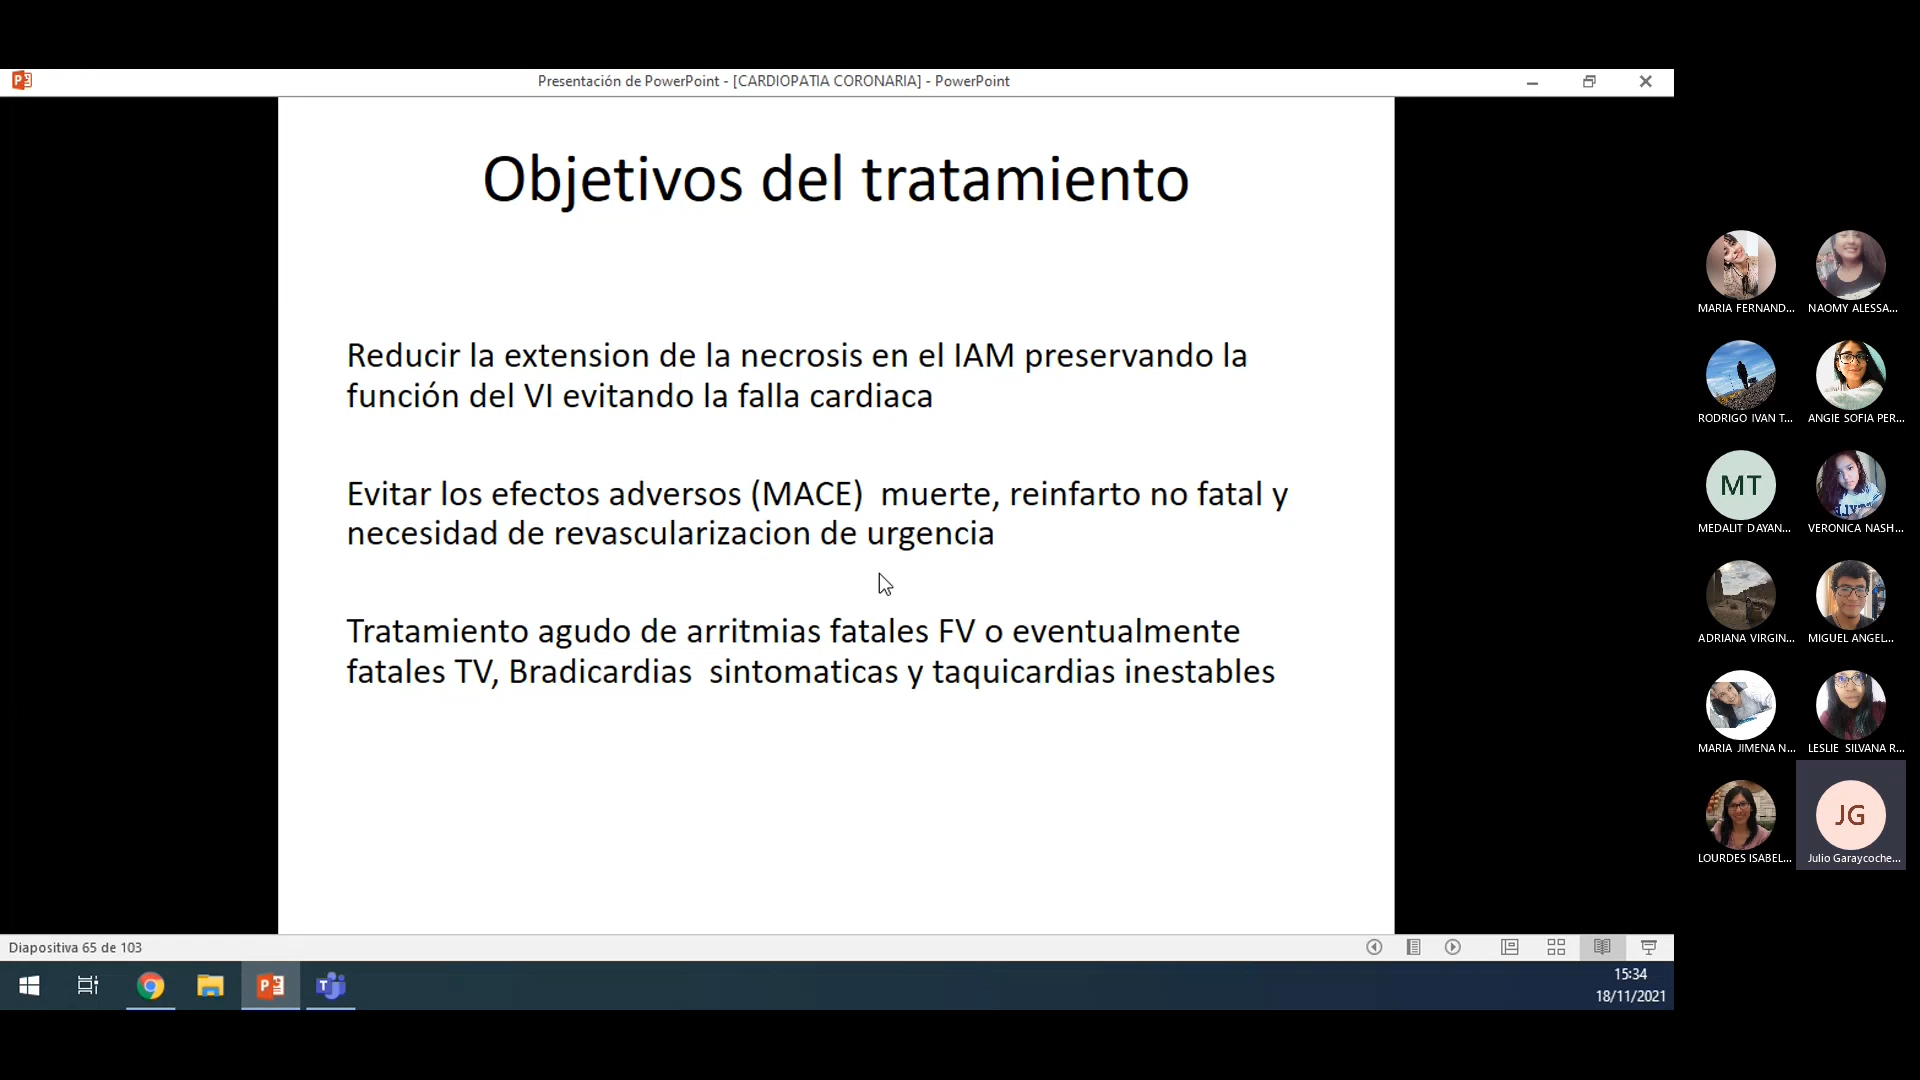 Presentación de PowerPoint - [CARDIOPATIA CORONARIA] - PowerPoint
Objetivos del tratamiento
Reducir la extension de la necrosis en el IAM preservando la
función del VI evitando la falla cardiaca
Evitar los efectos adversos (MACE)  muerte, reinfarto no fatal y
necesidad de revascularizacion de urgencia
Tratamiento agudo de arritmias fatales FV o eventualmente
fatales TV, Bradicardias  sintomaticas y taquicardias inestables
Diapositiva 65 de 103
15:34
18/11/2021
MARIA FERNAND...
NAOMY ALESSA...
RODRIGO IVAN T...
ANGIE SOFIA PER...
MT
MEDALIT DAYAN...
VERONICA NASH...
ADRIANA VIRGIN...
MIGUEL ANGEL...
MARIA JIMENA N...
LESLIE SILVANA R...
LOURDES ISABEL...
JG
Julio Garaycoche...